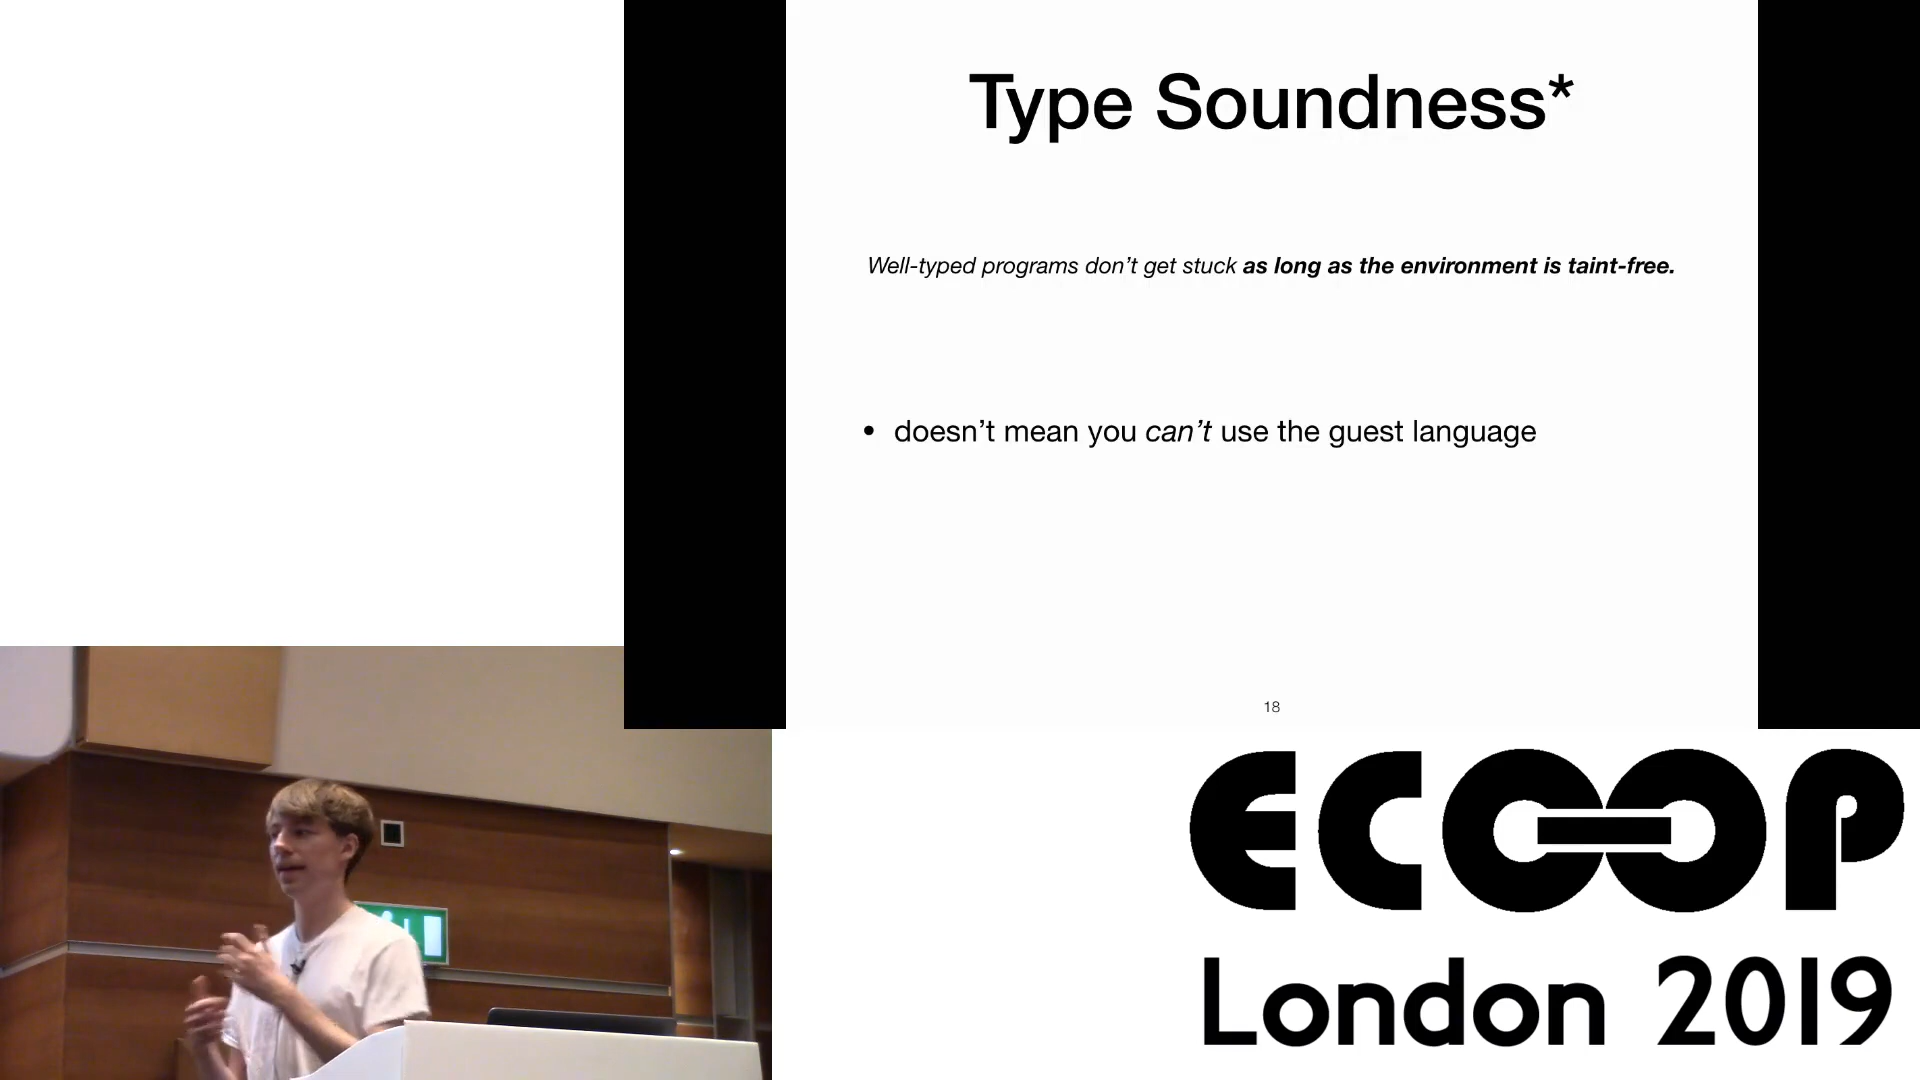 Type Soundness*
Well-typed programs don’t get stuck as long as the environment is taint-free.
• doesn’t mean you can’t use the guest language
18
ECOOP
London 2019